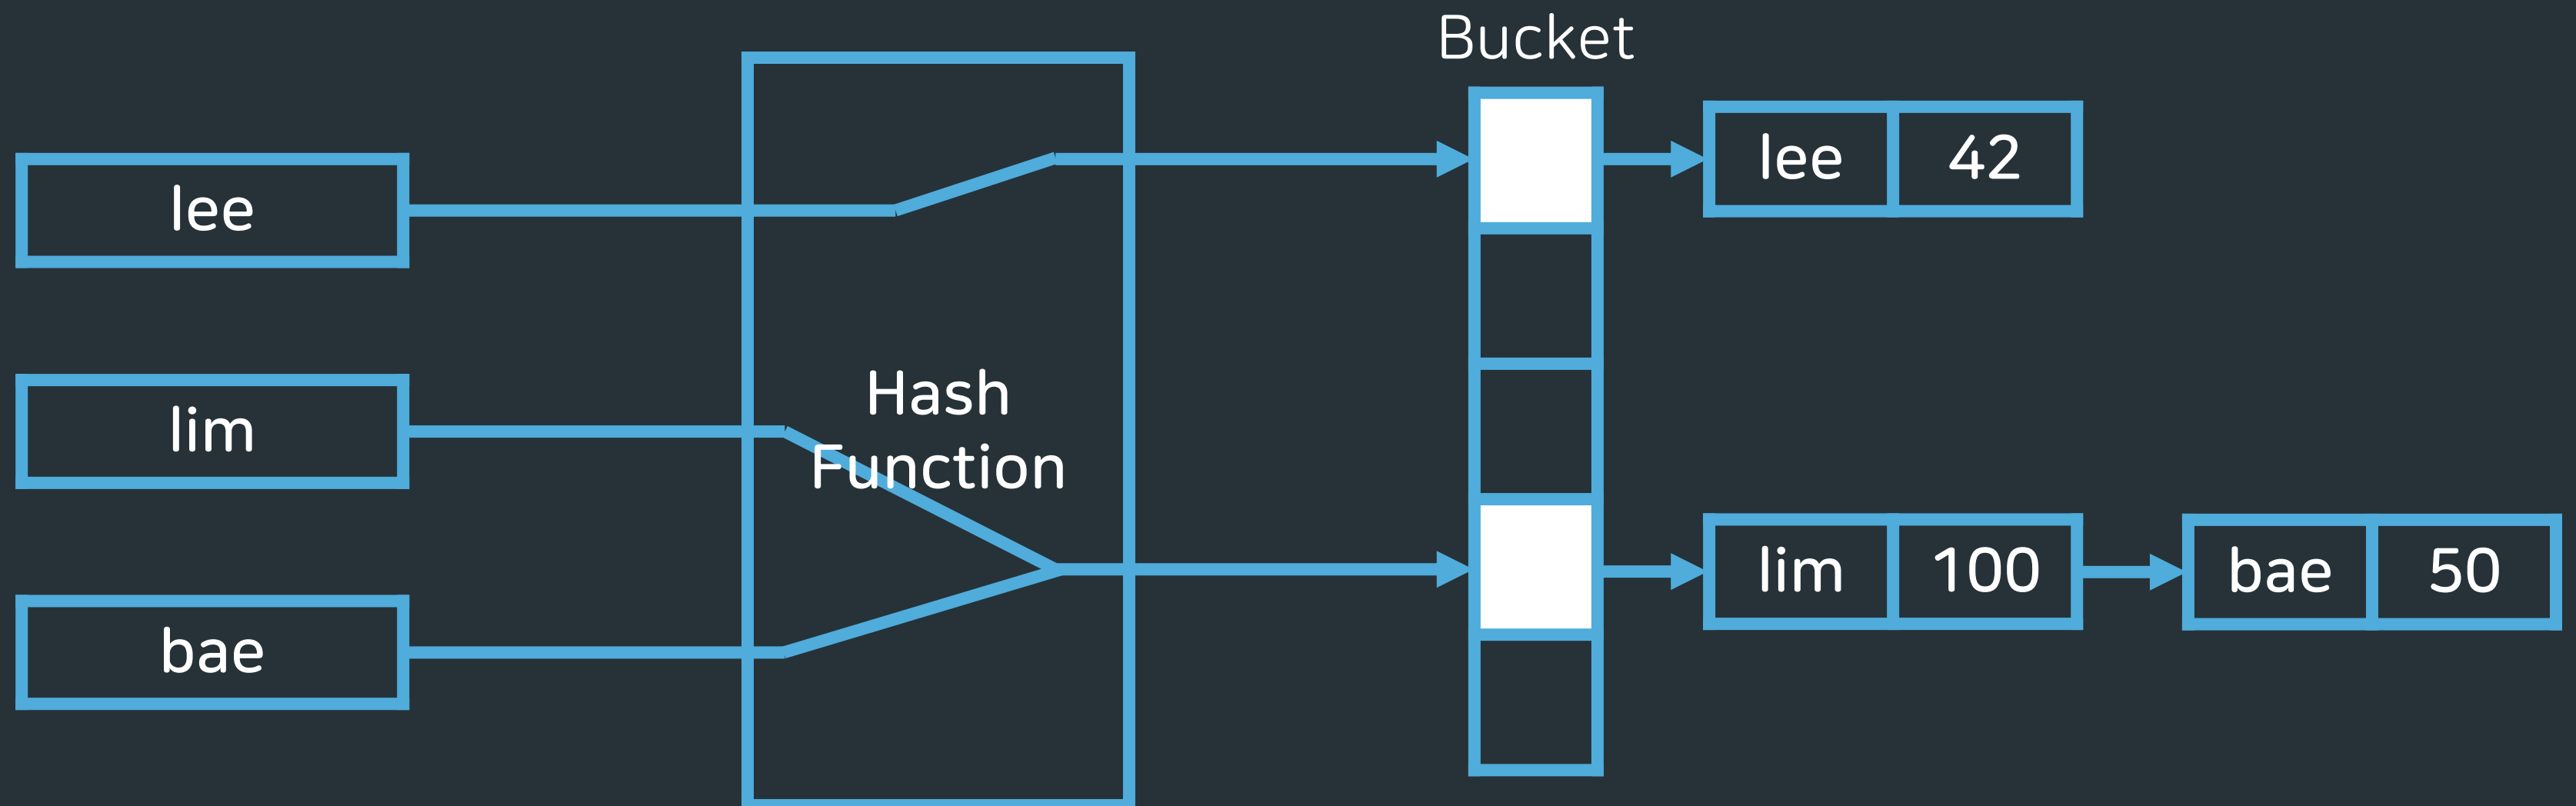 Bucket
lee
lee 42
lim
Hash
Function
lim 100
bae 50
bae